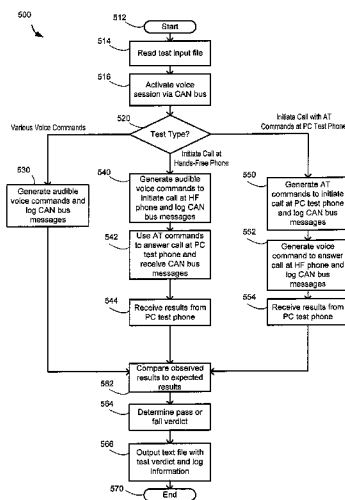 500
512
Start
514
Read test input file
516
Activate voice
session via CAN bus
520
Test Type?
Various Voice Commands
Initiate Call at
Hands-Free Phone
Initiate Call with AT
Commands at PC Test Phone
530
Generate audible
voice commands and
log CAN bus
messages
540
Generate audible
voice commands to
initiate call at HF
phone and log CAN
bus messages
542
Use AT commands
to answer call at PC
test phone and
receive CAN bus
messages
544
Receive results from
PC test phone
550
Generate AT
commands to initiate
call at PC test phone
and log CAN bus
messages
552
Generate voice
command to answer
call at HF phone and
log CAN bus
messages
554
Receive results from
PC test phone
Compare observed
results to expected
results
562
564
Determine pass or
fail verdict
566
Output text file with
test verdict and log
information
570
End